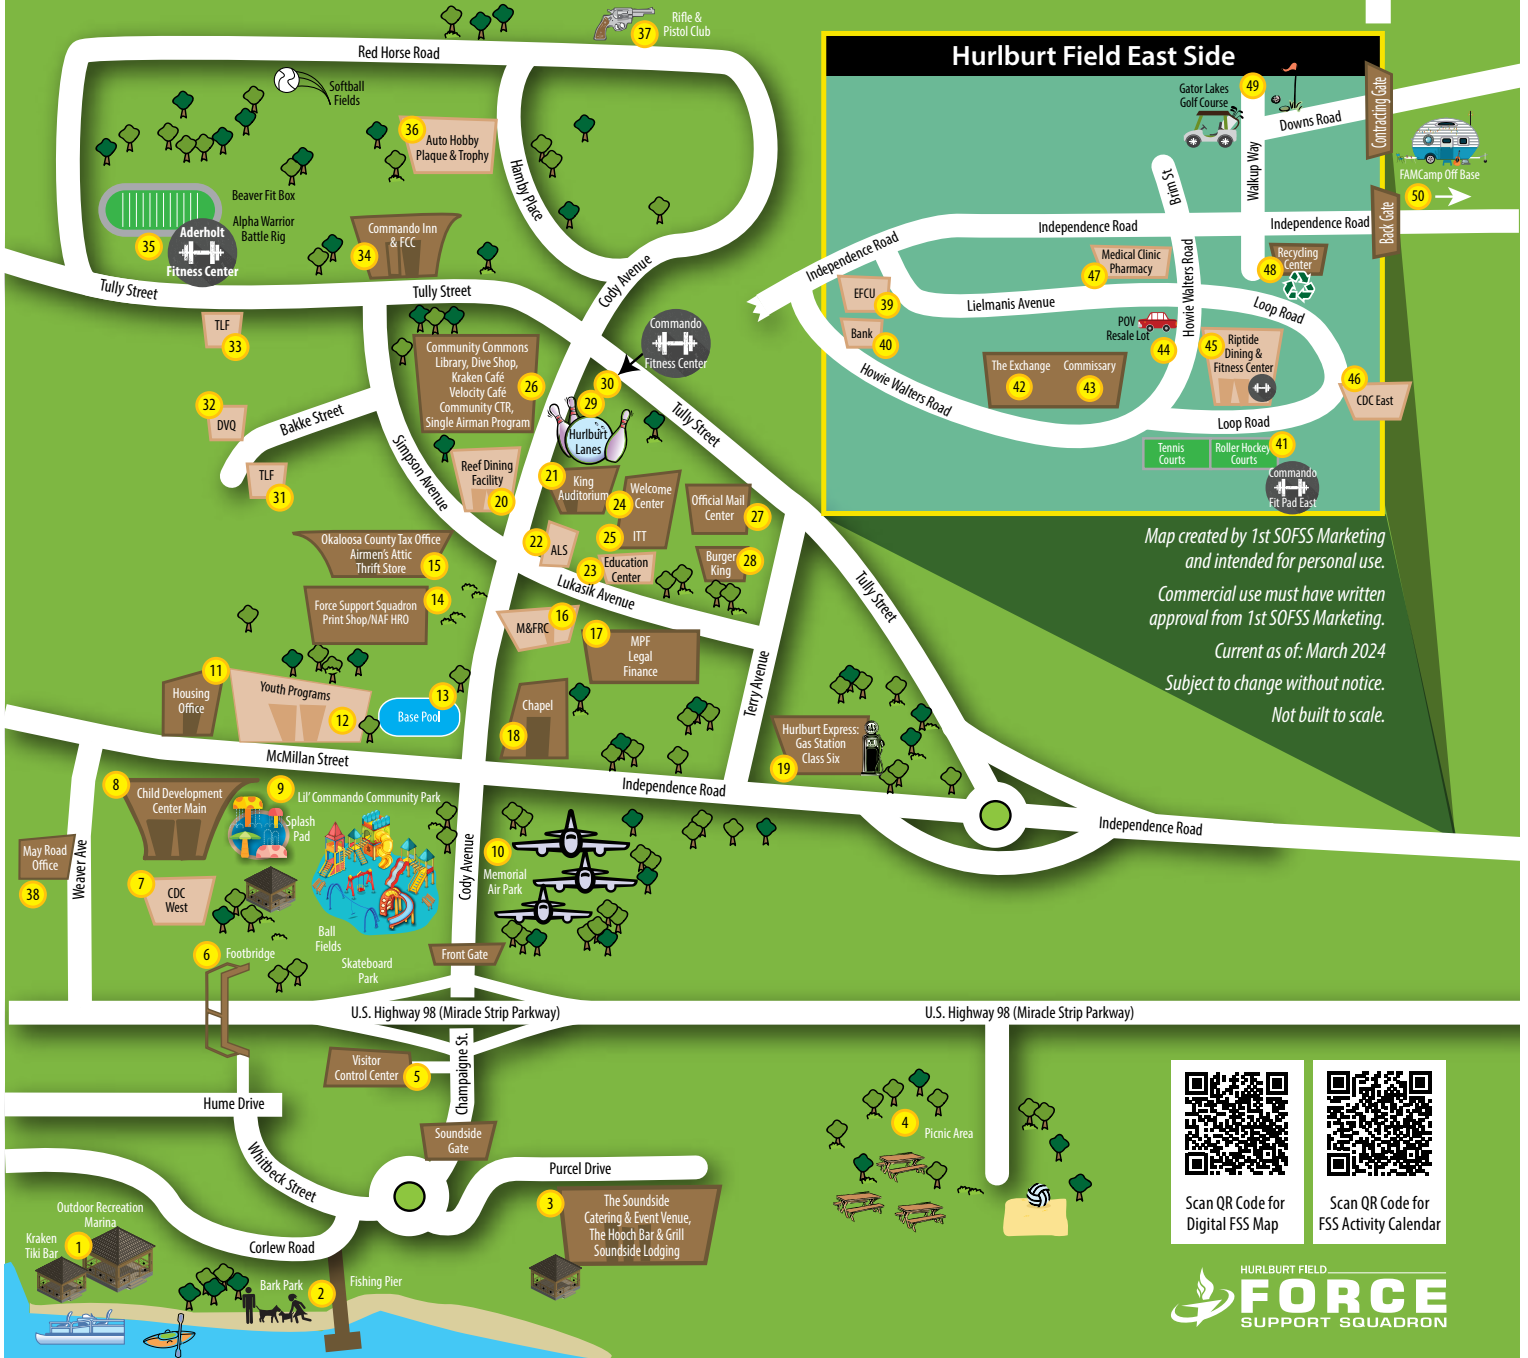 37
Rifle &
Pistol Club
Red Horse Road
Softball
Fields
36
Auto Hobby
Plaque & Trophy
Hamby Place
Beaver Fit Box
Alpha Warrior
Battle Rig
35
Aderholt
Fitness Center
Commando Inn
& FCC
34
Tully Street
Tully Street
Cody Avenue
TLF
33
Commando
Fitness Center
Community Commons
Library, Dive Shop,
Kraken Café
Velocity Café
Community CTR,
Single Airman Program
26
30
29
Hurlburt
Lanes
32
DVQ
Bakke Street
TLF
31
Simpson Avenue
Tully Street
Reef Dining
Facility
20
21
King
Auditorium
24
Welcome
Center
25
ITT
Official Mail
Center
27
22
ALS
23
Education
Center
Burger
King
28
Okaloosa County Tax Office
Airmen's Attic
Thrift Store
15
Force Support Squadron
Print Shop/NAF HRO
14
Lukasik Avenue
Tully Street
M&FRC
16
17
MPF
Legal
Finance
Terry Avenue
11
Housing
Office
Youth Programs
12
13
Base Pool
Chapel
18
Hurlburt Express:
Gas Station
Class Six
19
GAS
McMillan Street
Independence Road
Independence Road
8
Child Development
Center Main
9
Lil' Commando Community Park
Splash
Pad
May Road
Office
38
Weaver Ave
7
CDC
West
Cody Avenue
10
Memorial
Air Park
Ball
Fields
Skateboard
Park
6
Footbridge
Front Gate
U.S. Highway 98 (Miracle Strip Parkway)
U.S. Highway 98 (Miracle Strip Parkway)
Visitor
Control Center
5
Champaigne St.
Hume Drive
Soundside
Gate
Whitbeck Street
Purcel Drive
4
Picnic Area
3
The Soundside
Catering & Event Venue,
The Hooch Bar & Grill
Soundside Lodging
Outdoor Recreation
Marina
Kraken
Tiki Bar
1
Corlew Road
Bark Park
2
Fishing Pier
Hurlburt Field East Side
Gator Lakes
Golf Course
49
Downs Road
Contracting Gate
FAMCamp Off Base
50
Back Gate
Brim St
Walkup Way
Independence Road
Independence Road
Independence Road
Medical Clinic
Pharmacy
47
Recycling
Center
48
EFCU
39
Lielmanis Avenue
Howie Walters Road
Loop Road
Bank
40
POV
Resale Lot
44
45
Riptide
Dining &
Fitness Center
The Exchange
42
Commissary
43
46
CDC East
Howie Walters Road
Loop Road
Tennis
Courts
Roller Hockey
Courts
41
Commando
Fit Pad East
Map created by 1st SOFSS Marketing
and intended for personal use.
Commercial use must have written
approval from 1st SOFSS Marketing.
Current as of: March 2024
Subject to change without notice.
Not built to scale.
Scan QR Code for
Digital FSS Map
Scan QR Code for
FSS Activity Calendar
HURLBURT FIELD
FORCE
SUPPORT SQUADRON